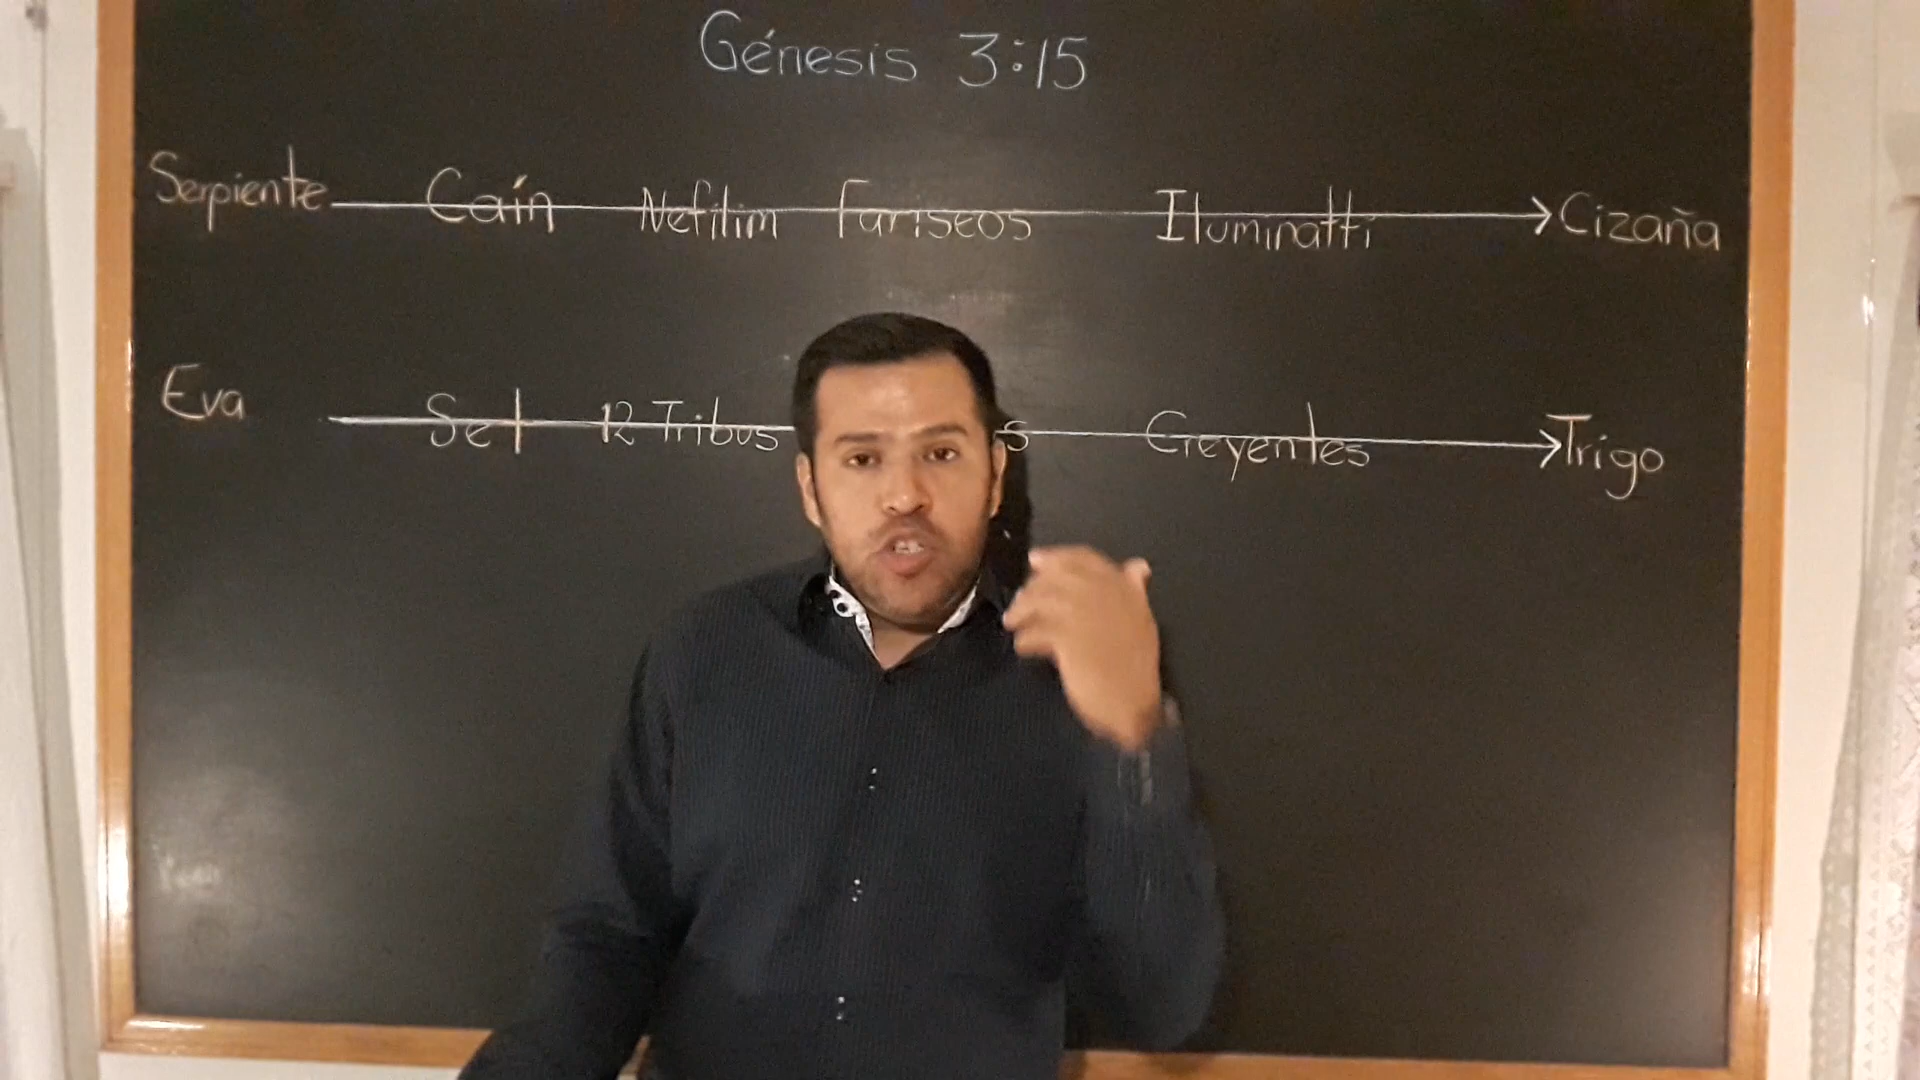 Génesis 3:15
Serpiente Caín Nefilim Fariseos Iluminatti Cizaña
Eva Set 12 Tribus Creyentes Trigo